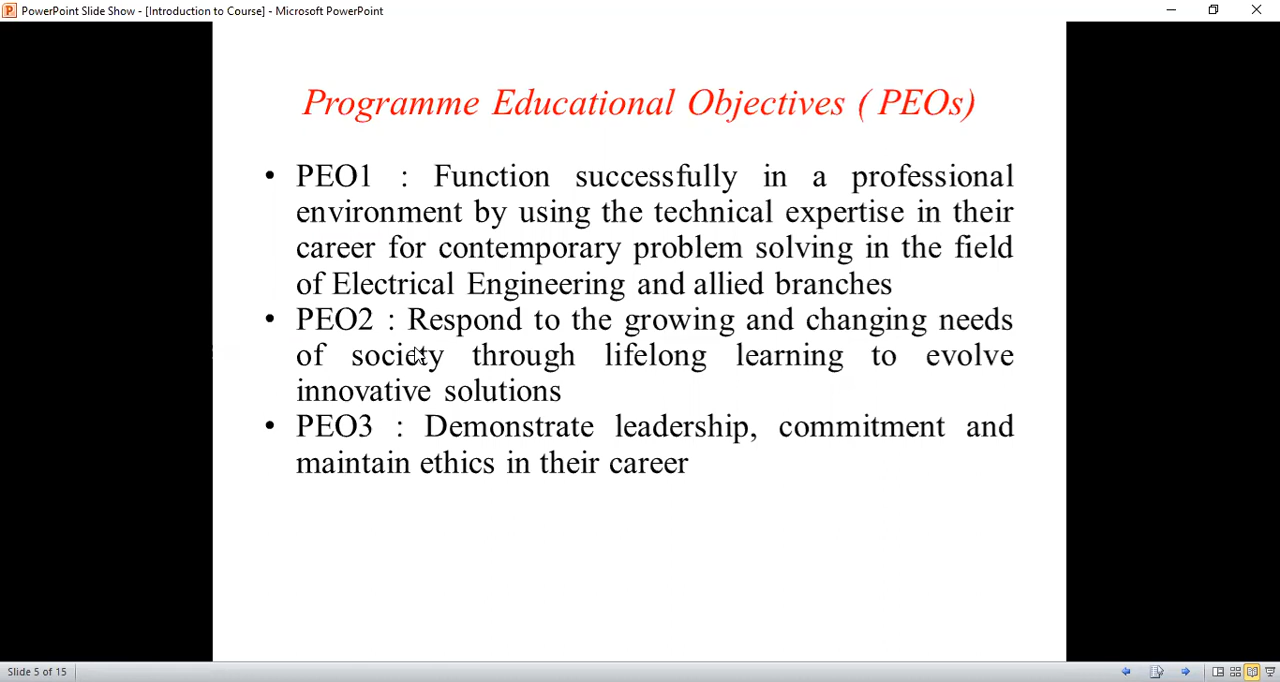 PowerPoint Slide Show - [Introduction to Course] - Microsoft PowerPoint
Programme Educational Objectives ( PEOs)
• PEO1 : Function successfully in a professional
environment by using the technical expertise in their
career for contemporary problem solving in the field
of Electrical Engineering and allied branches
• PEO2 : Respond to the growing and changing needs
of society through lifelong learning to evolve
innovative solutions
• PEO3 : Demonstrate leadership, commitment and
maintain ethics in their career
Slide 5 of 15